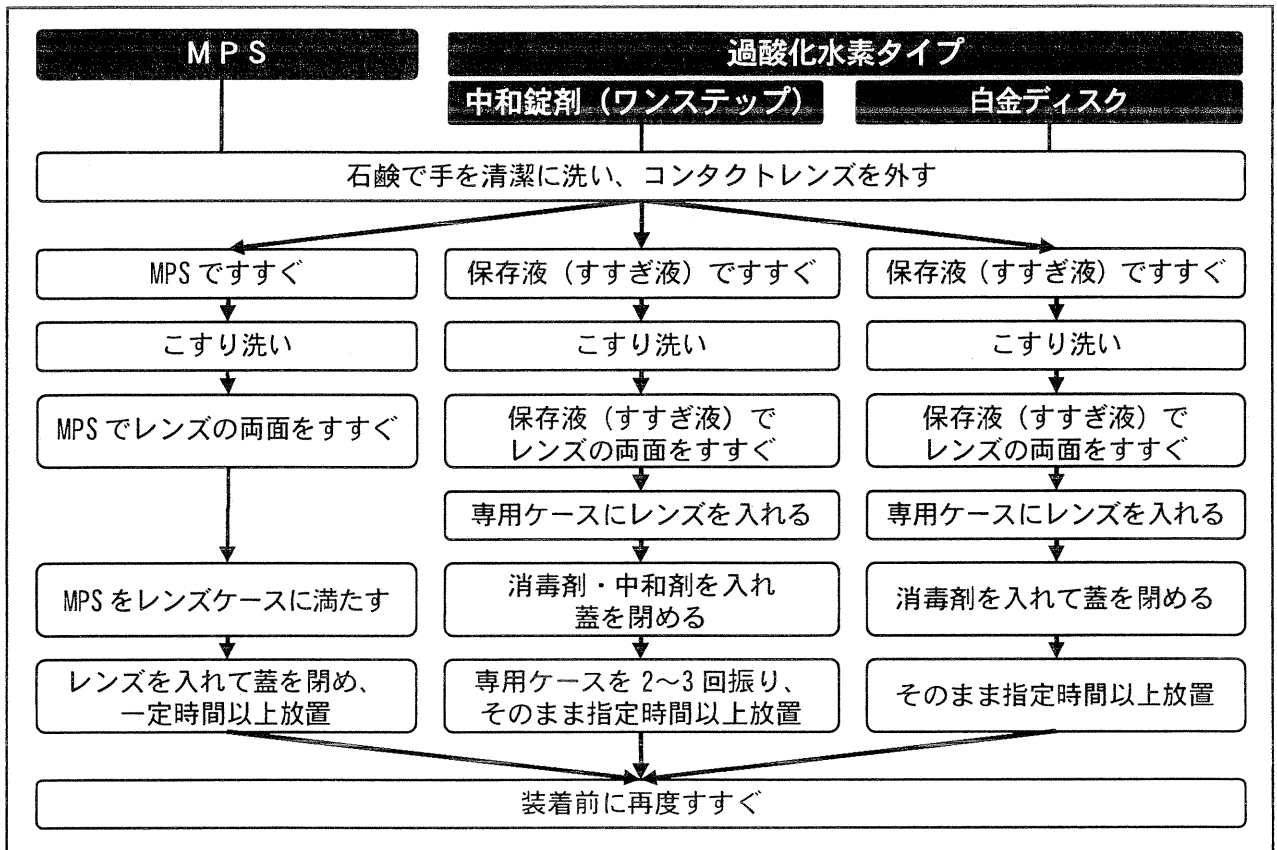 MPS
過酸化水素タイプ
中和錠剤（ワンステップ）
白金ディスク
石鹸で手を清潔に洗い、コンタクトレンズを外す
MPSですすぐ
保存液（すすぎ液）ですすぐ
保存液（すすぎ液）ですすぐ
こすり洗い
こすり洗い
こすり洗い
MPSでレンズの両面をすすぐ
保存液（すすぎ液）で
レンズの両面をすすぐ
保存液（すすぎ液）で
レンズの両面をすすぐ
専用ケースにレンズを入れる
専用ケースにレンズを入れる
MPSをレンズケースに満たす
消毒剤・中和剤を入れ
蓋を閉める
消毒剤を入れて蓋を閉める
レンズを入れて蓋を閉め、
一定時間以上放置
専用ケースを2～3回振り、
そのまま指定時間以上放置
そのまま指定時間以上放置
装着前に再度すすぐ